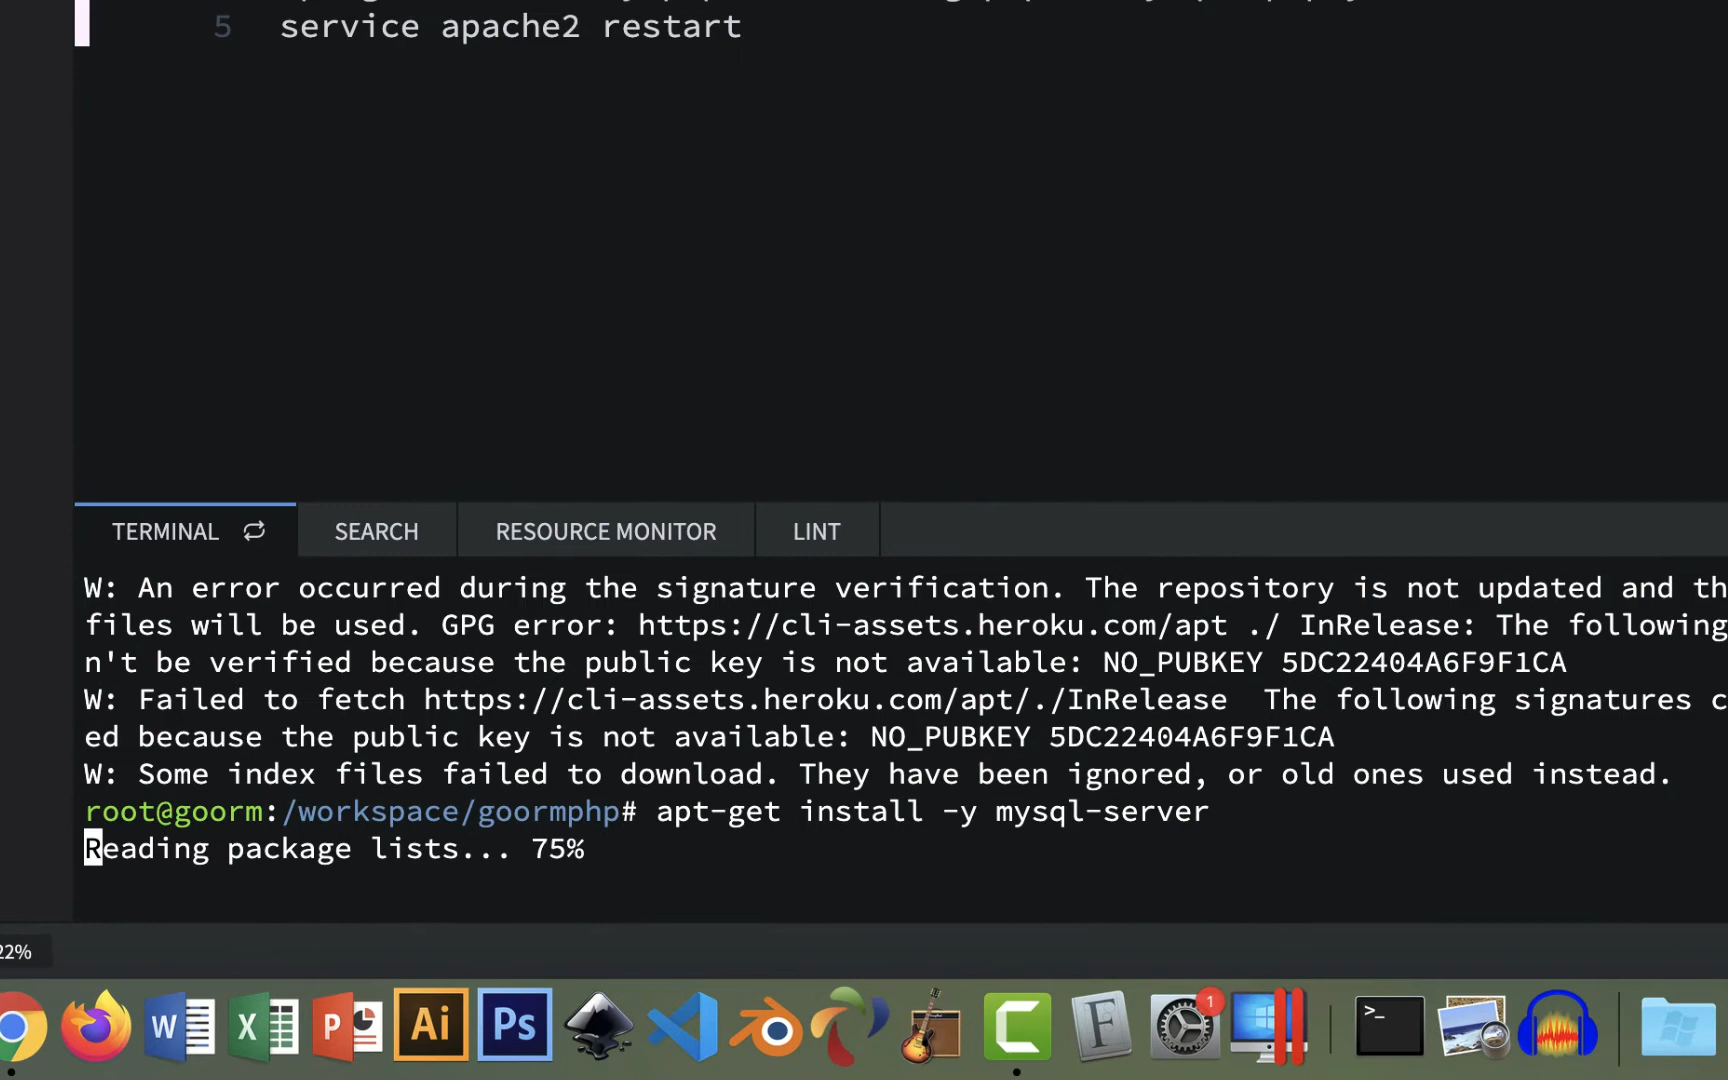 5 service apache2 restart
TERMINAL SEARCH RESOURCE MONITOR LINT
W: An error occurred during the signature verification. The repository is not updated and th
files will be used. GPG error: https://cli-assets.heroku.com/apt ./ InRelease: The following
n't be verified because the public key is not available: NO_PUBKEY 5DC22404A6F9F1CA
W: Failed to fetch https://cli-assets.heroku.com/apt/./InRelease The following signatures c
ed because the public key is not available: NO_PUBKEY 5DC22404A6F9F1CA
W: Some index files failed to download. They have been ignored, or old ones used instead.
root@goorm:/workspace/goormphp# apt-get install -y mysql-server
Reading package lists... 75%
22%
W X P Ai Ps C F 1 >_